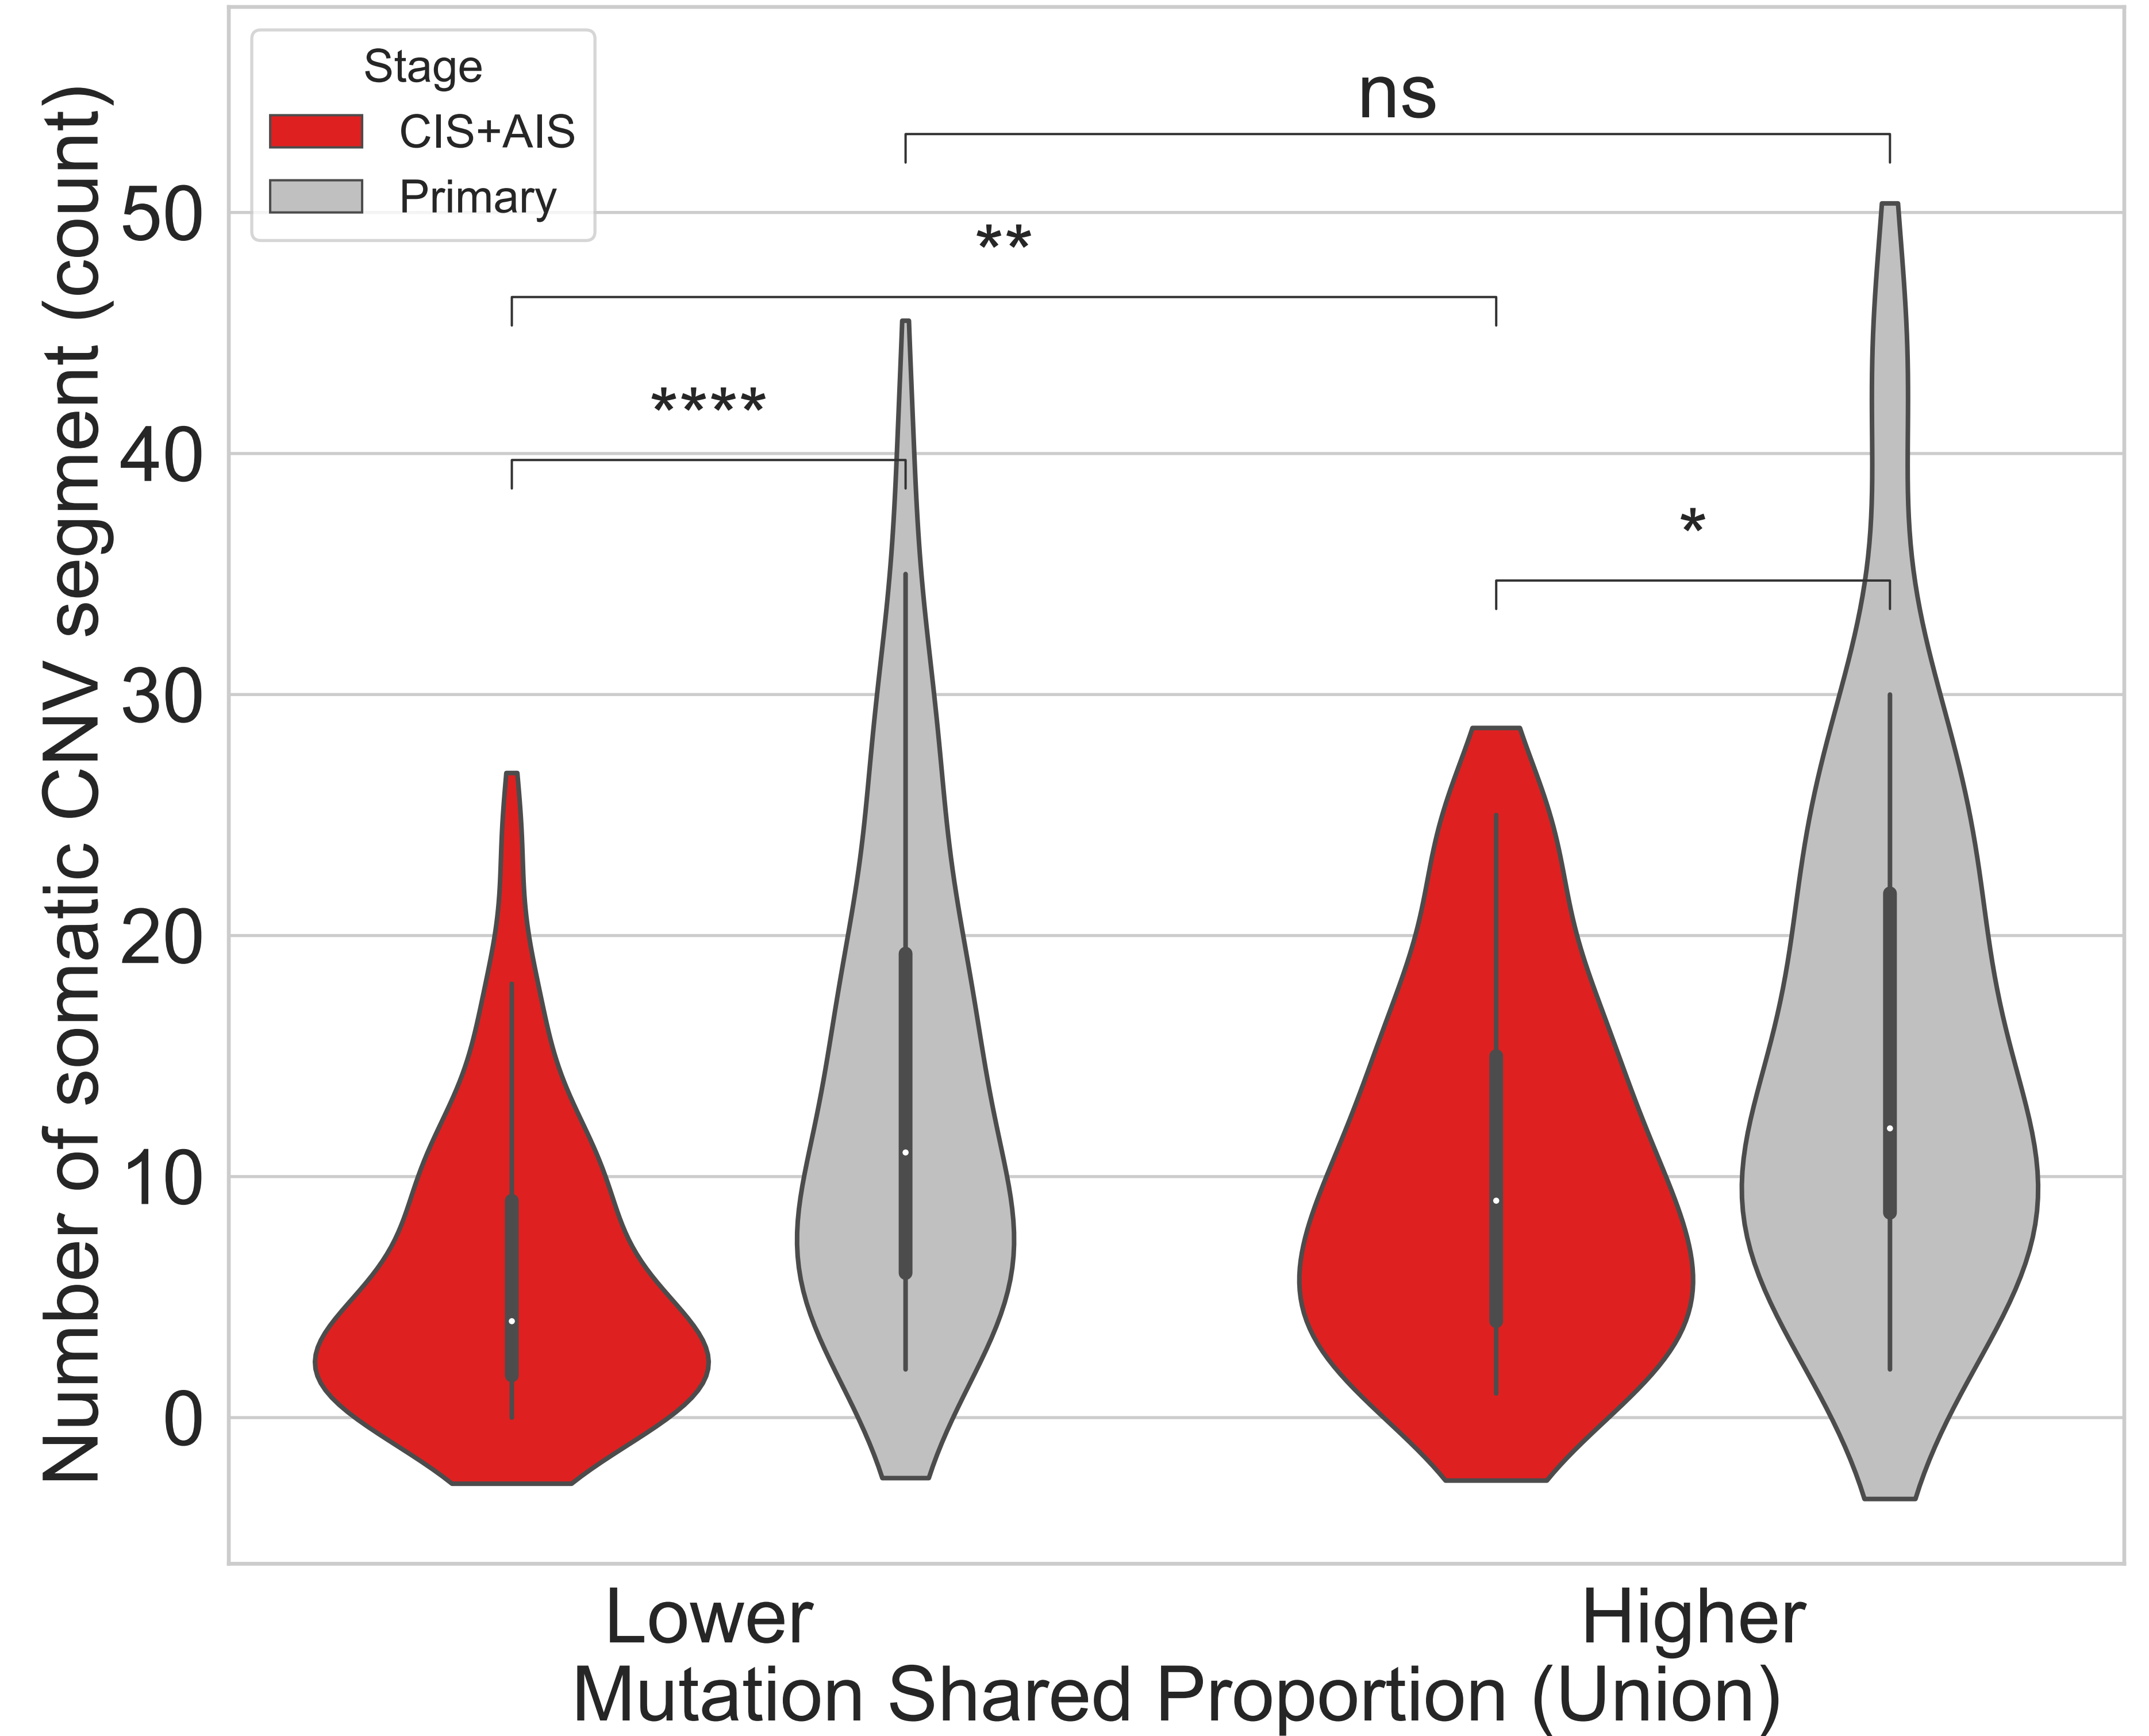 Stage
CIS+AIS
Primary
ns
**
****
*
Number of somatic CNV segment (count)
50
40
30
20
10
0
Lower
Higher
Mutation Shared Proportion (Union)